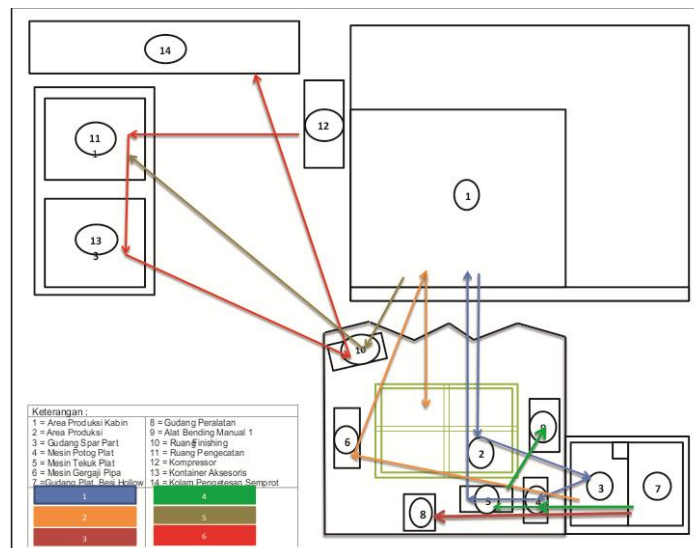 14
11
1
12
1
13
3
10
6
2
9
3
7
5
4
8
Keterangan :
1 = Area Produksi Kabin
2 = Area Produksi
3 = Gudang Spar Part
4 = Mesin Potog Plat
5 = Mesin Tekuk Plat
6 = Mesin Gergaji Pipa
7 =Gudang Plat, Besi Hollow
8 = Gudang Peralatan
9 = Alat Bending Manual 1
10 = Ruang Finishing
11 = Ruang Pengecatan
12 = Kompressor
13 = Kontainer Aksesoris
14 = Kolam Pengetesan Semprot
1
4
2
5
3
6